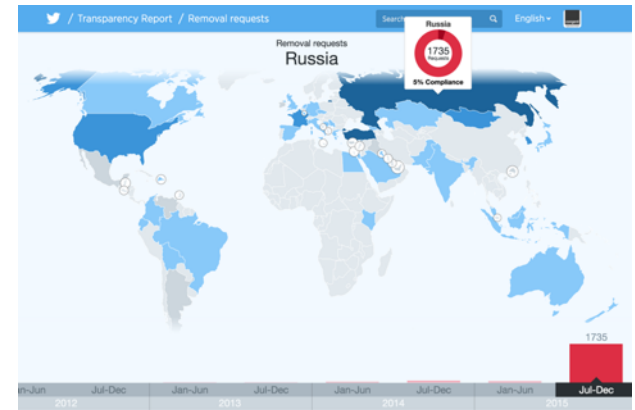 / Transparency Report / Removal requests
Search
English
Russia
1735
Requests
5% Compliance
Removal requests
Russia
1735
n-Jun Jul-Dec Jan-Jun Jul-Dec Jan-Jun Jul-Dec Jan-Jun Jul-Dec
2012 2013 2014 2015